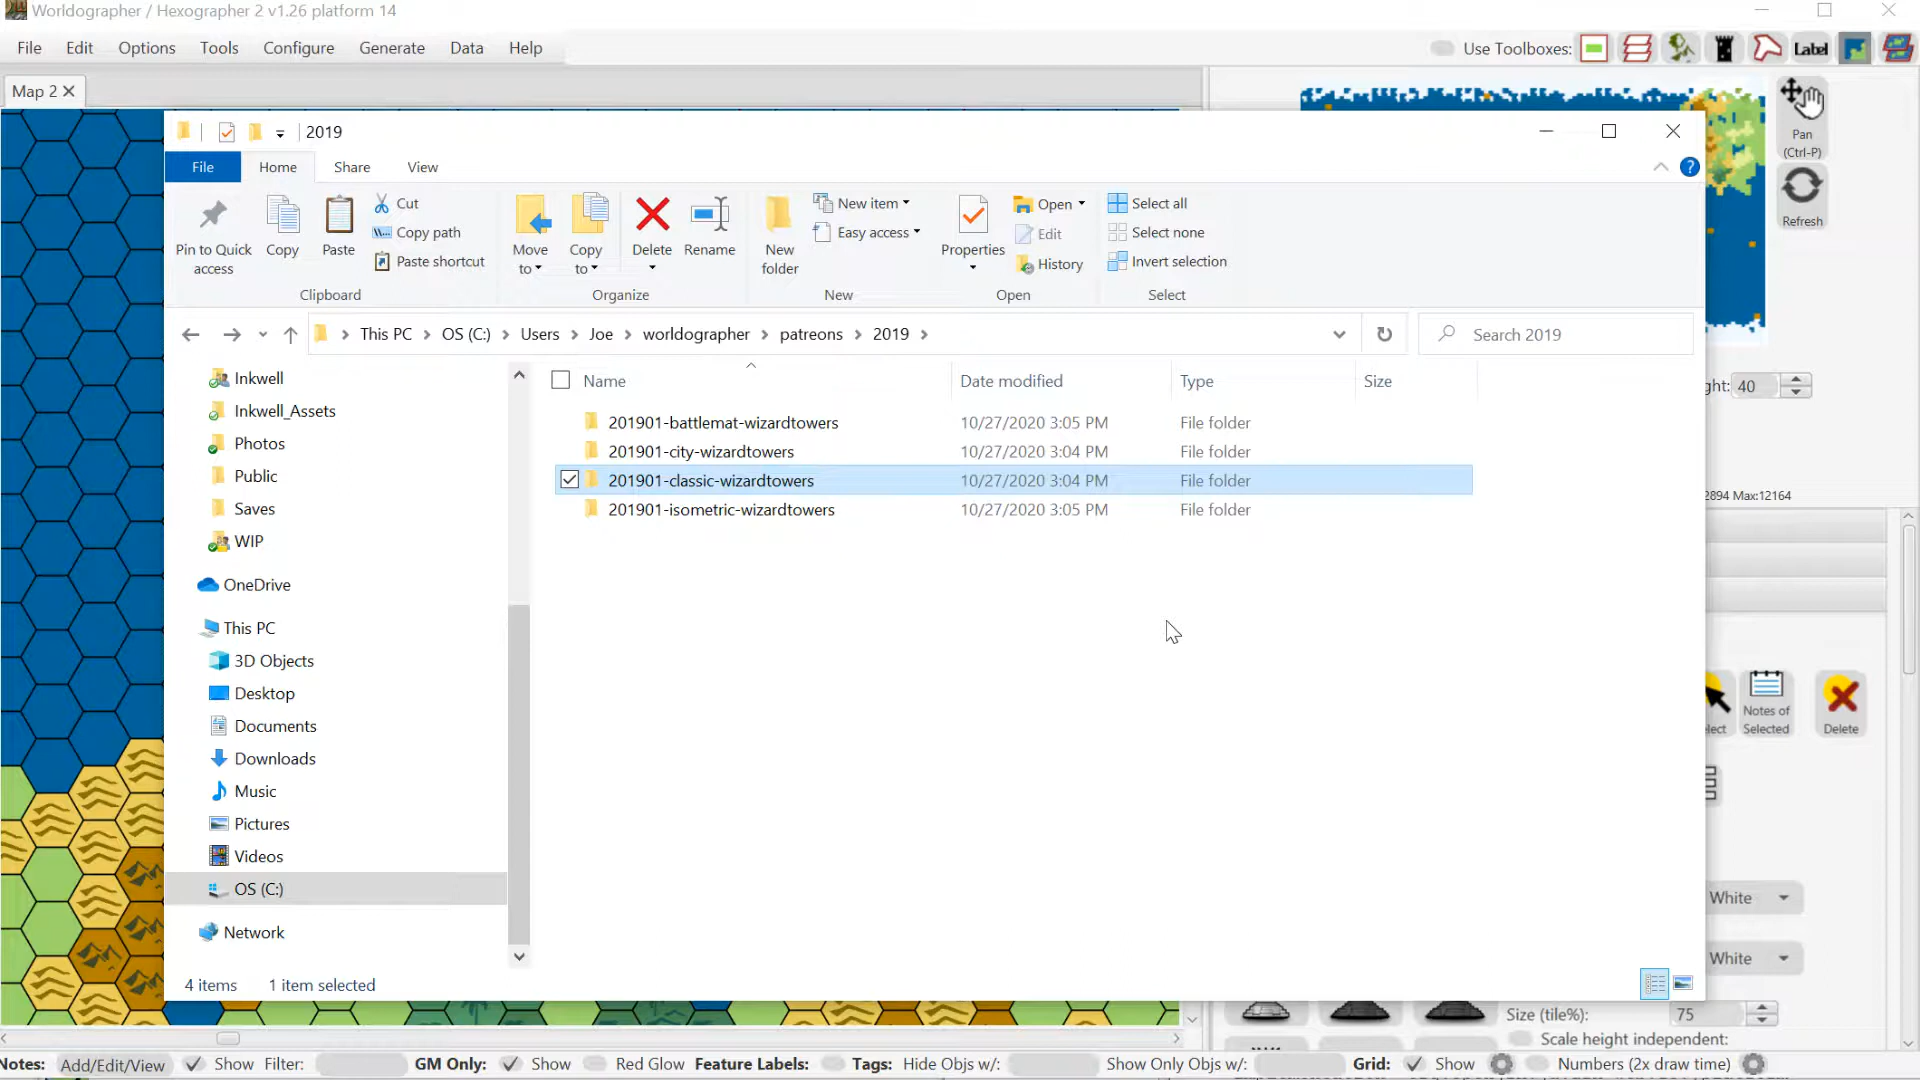 Worldographer / Hexographer 2 v1.26 platform 14
File Edit Options Tools Configure Generate Data Help
Use Toolboxes: Label
Map 2
2019
Pan
(Ctrl-P)
Refresh
File Home Share View
Pin to Quick access
Copy
Paste
Cut
Copy path
Paste shortcut
Clipboard
Move to
Copy to
Delete
Rename
Organize
New folder
New item
Easy access
New
Properties
Open
Edit
History
Open
Select all
Select none
Invert selection
Select
This PC > OS (C:) > Users > Joe > worldographer > patreons > 2019 >
Search 2019
ght: 40
Inkwell
Inkwell_Assets
Photos
Public
Saves
WIP
OneDrive
This PC
3D Objects
Desktop
Documents
Downloads
Music
Pictures
Videos
OS (C:)
Network
Name Date modified Type Size
201901-battlemat-wizardtowers 10/27/2020 3:05 PM File folder
201901-city-wizardtowers 10/27/2020 3:04 PM File folder
201901-classic-wizardtowers 10/27/2020 3:04 PM File folder
201901-isometric-wizardtowers 10/27/2020 3:05 PM File folder
2894 Max:12164
lect
Notes of Selected
Delete
White
White
4 items 1 item selected
Size (tile%): 75
Scale height independent:
Notes: Add/Edit/View Show Filter: GM Only: Show Red Glow Feature Labels: Tags: Hide Objs w/: Show Only Objs w/: Grid: Show Numbers (2x draw time)